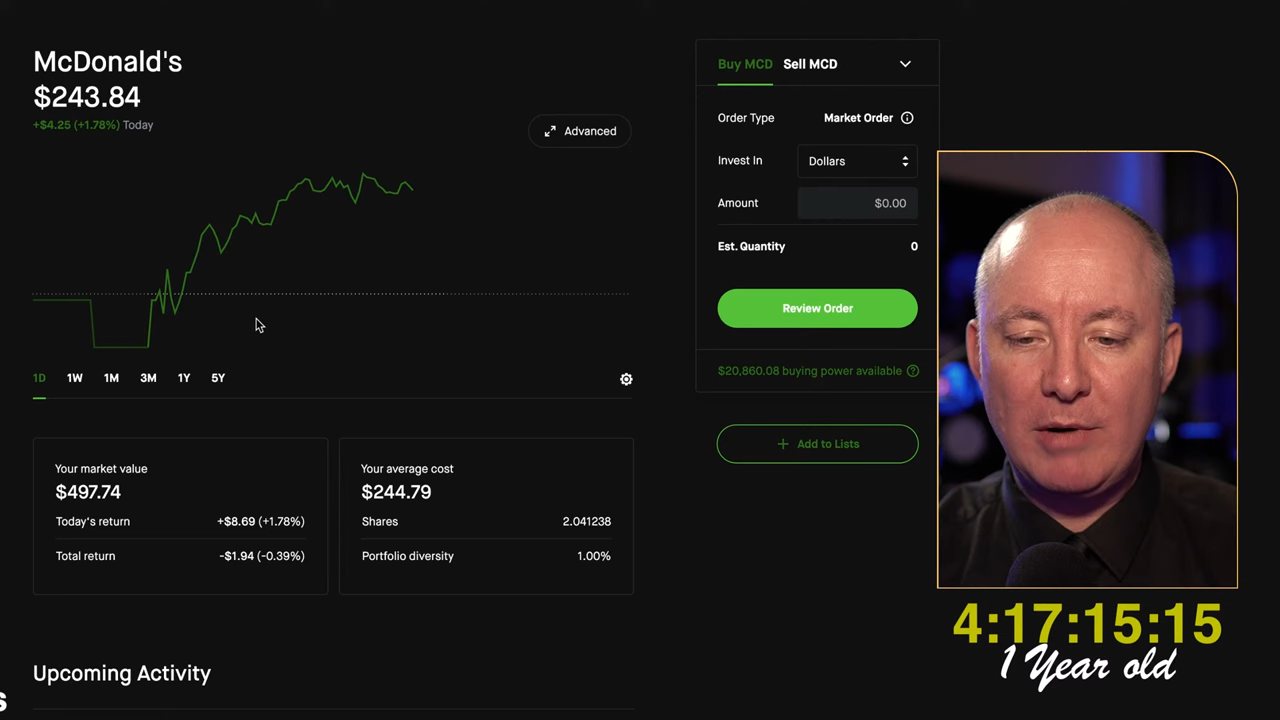 McDonald's
$243.84
+$4.25 (+1.78%) Today
Advanced
1D 1W 1M 3M 1Y 5Y
Your market value
$497.74
Today's return +$8.69 (+1.78%)
Total return -$1.94 (-0.39%)
Your average cost
$244.79
Shares 2.041238
Portfolio diversity 1.00%
Upcoming Activity
s
Buy MCD Sell MCD
Order Type Market Order
Invest In Dollars
Amount $0.00
Est. Quantity 0
Review Order
$20,860.08 buying power available
+ Add to Lists
4:17:15:15
1 Year old